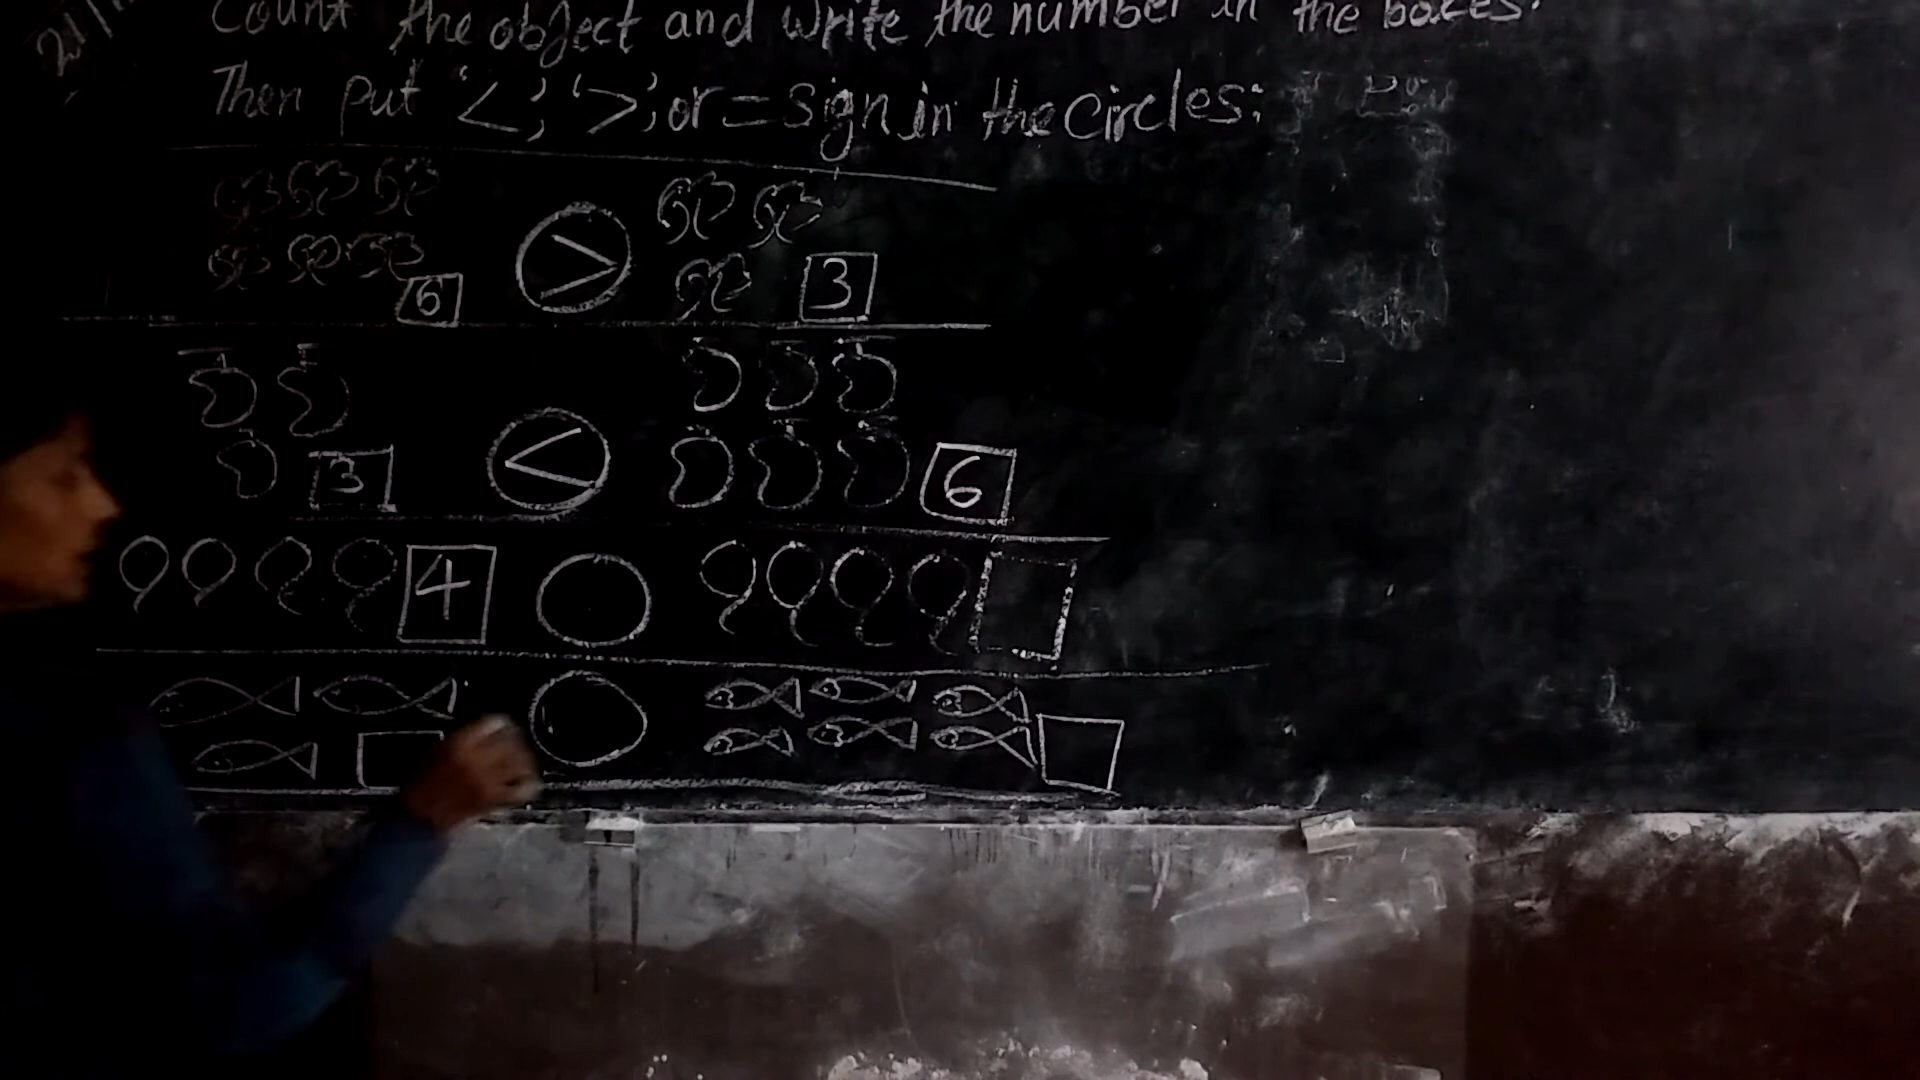 Count the object and write the number in the boxes.
Then put '<', '>', or = sign in the circles:
6 > 3
3 < 6
4